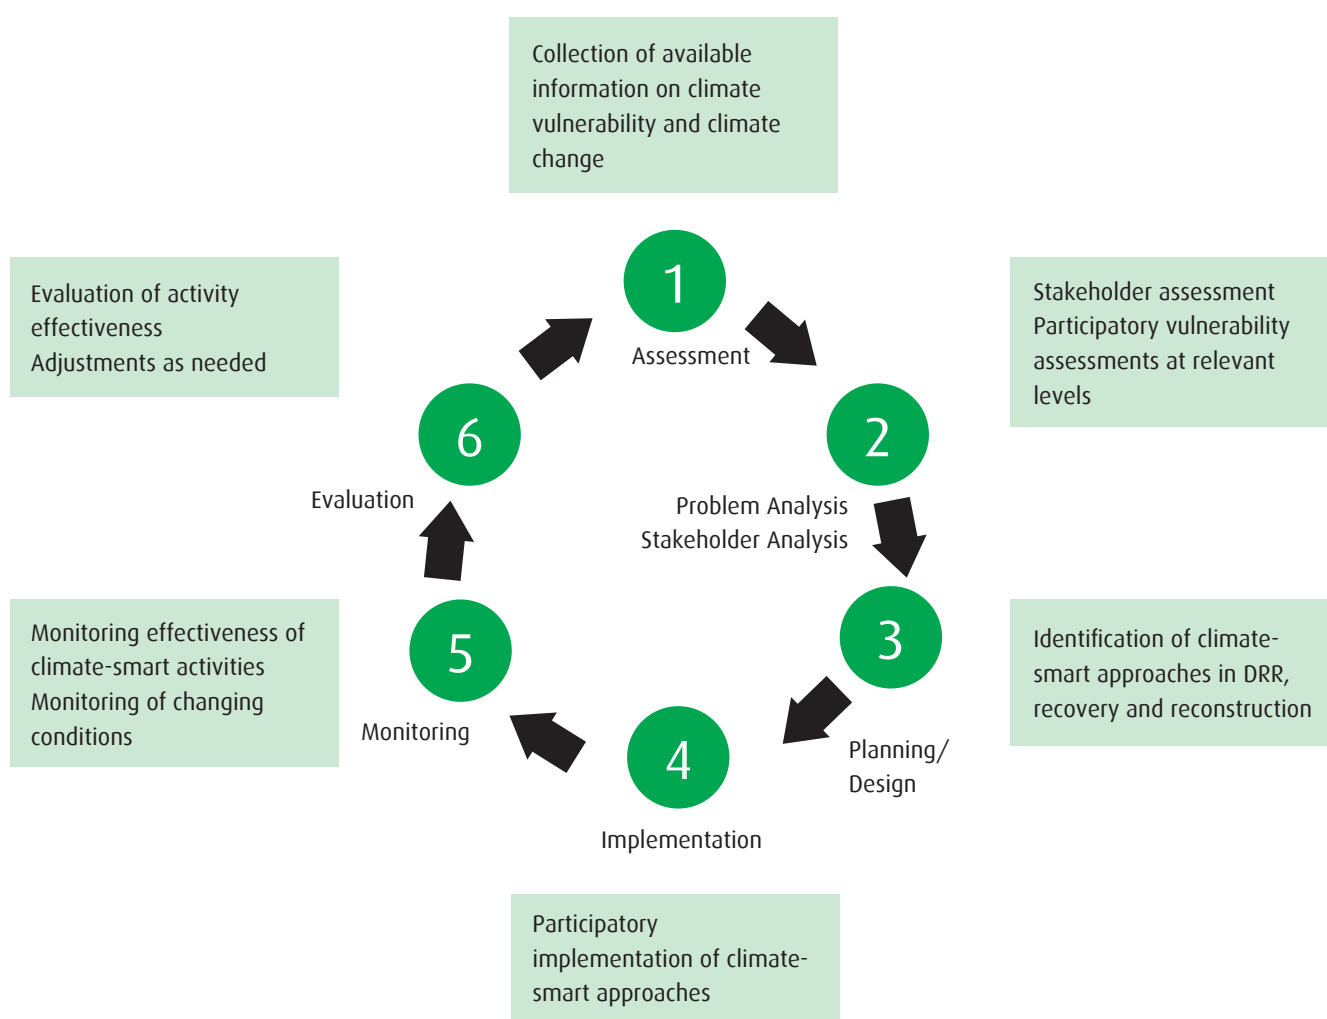 Collection of available
information on climate
vulnerability and climate
change
1
Assessment
Stakeholder assessment
Participatory vulnerability
assessments at relevant
levels
2
Problem Analysis
Stakeholder Analysis
Identification of climate-
smart approaches in DRR,
recovery and reconstruction
3
Planning/
Design
4
Implementation
Participatory
implementation of climate-
smart approaches
5
Monitoring
Monitoring effectiveness of
climate-smart activities
Monitoring of changing
conditions
6
Evaluation
Evaluation of activity
effectiveness
Adjustments as needed